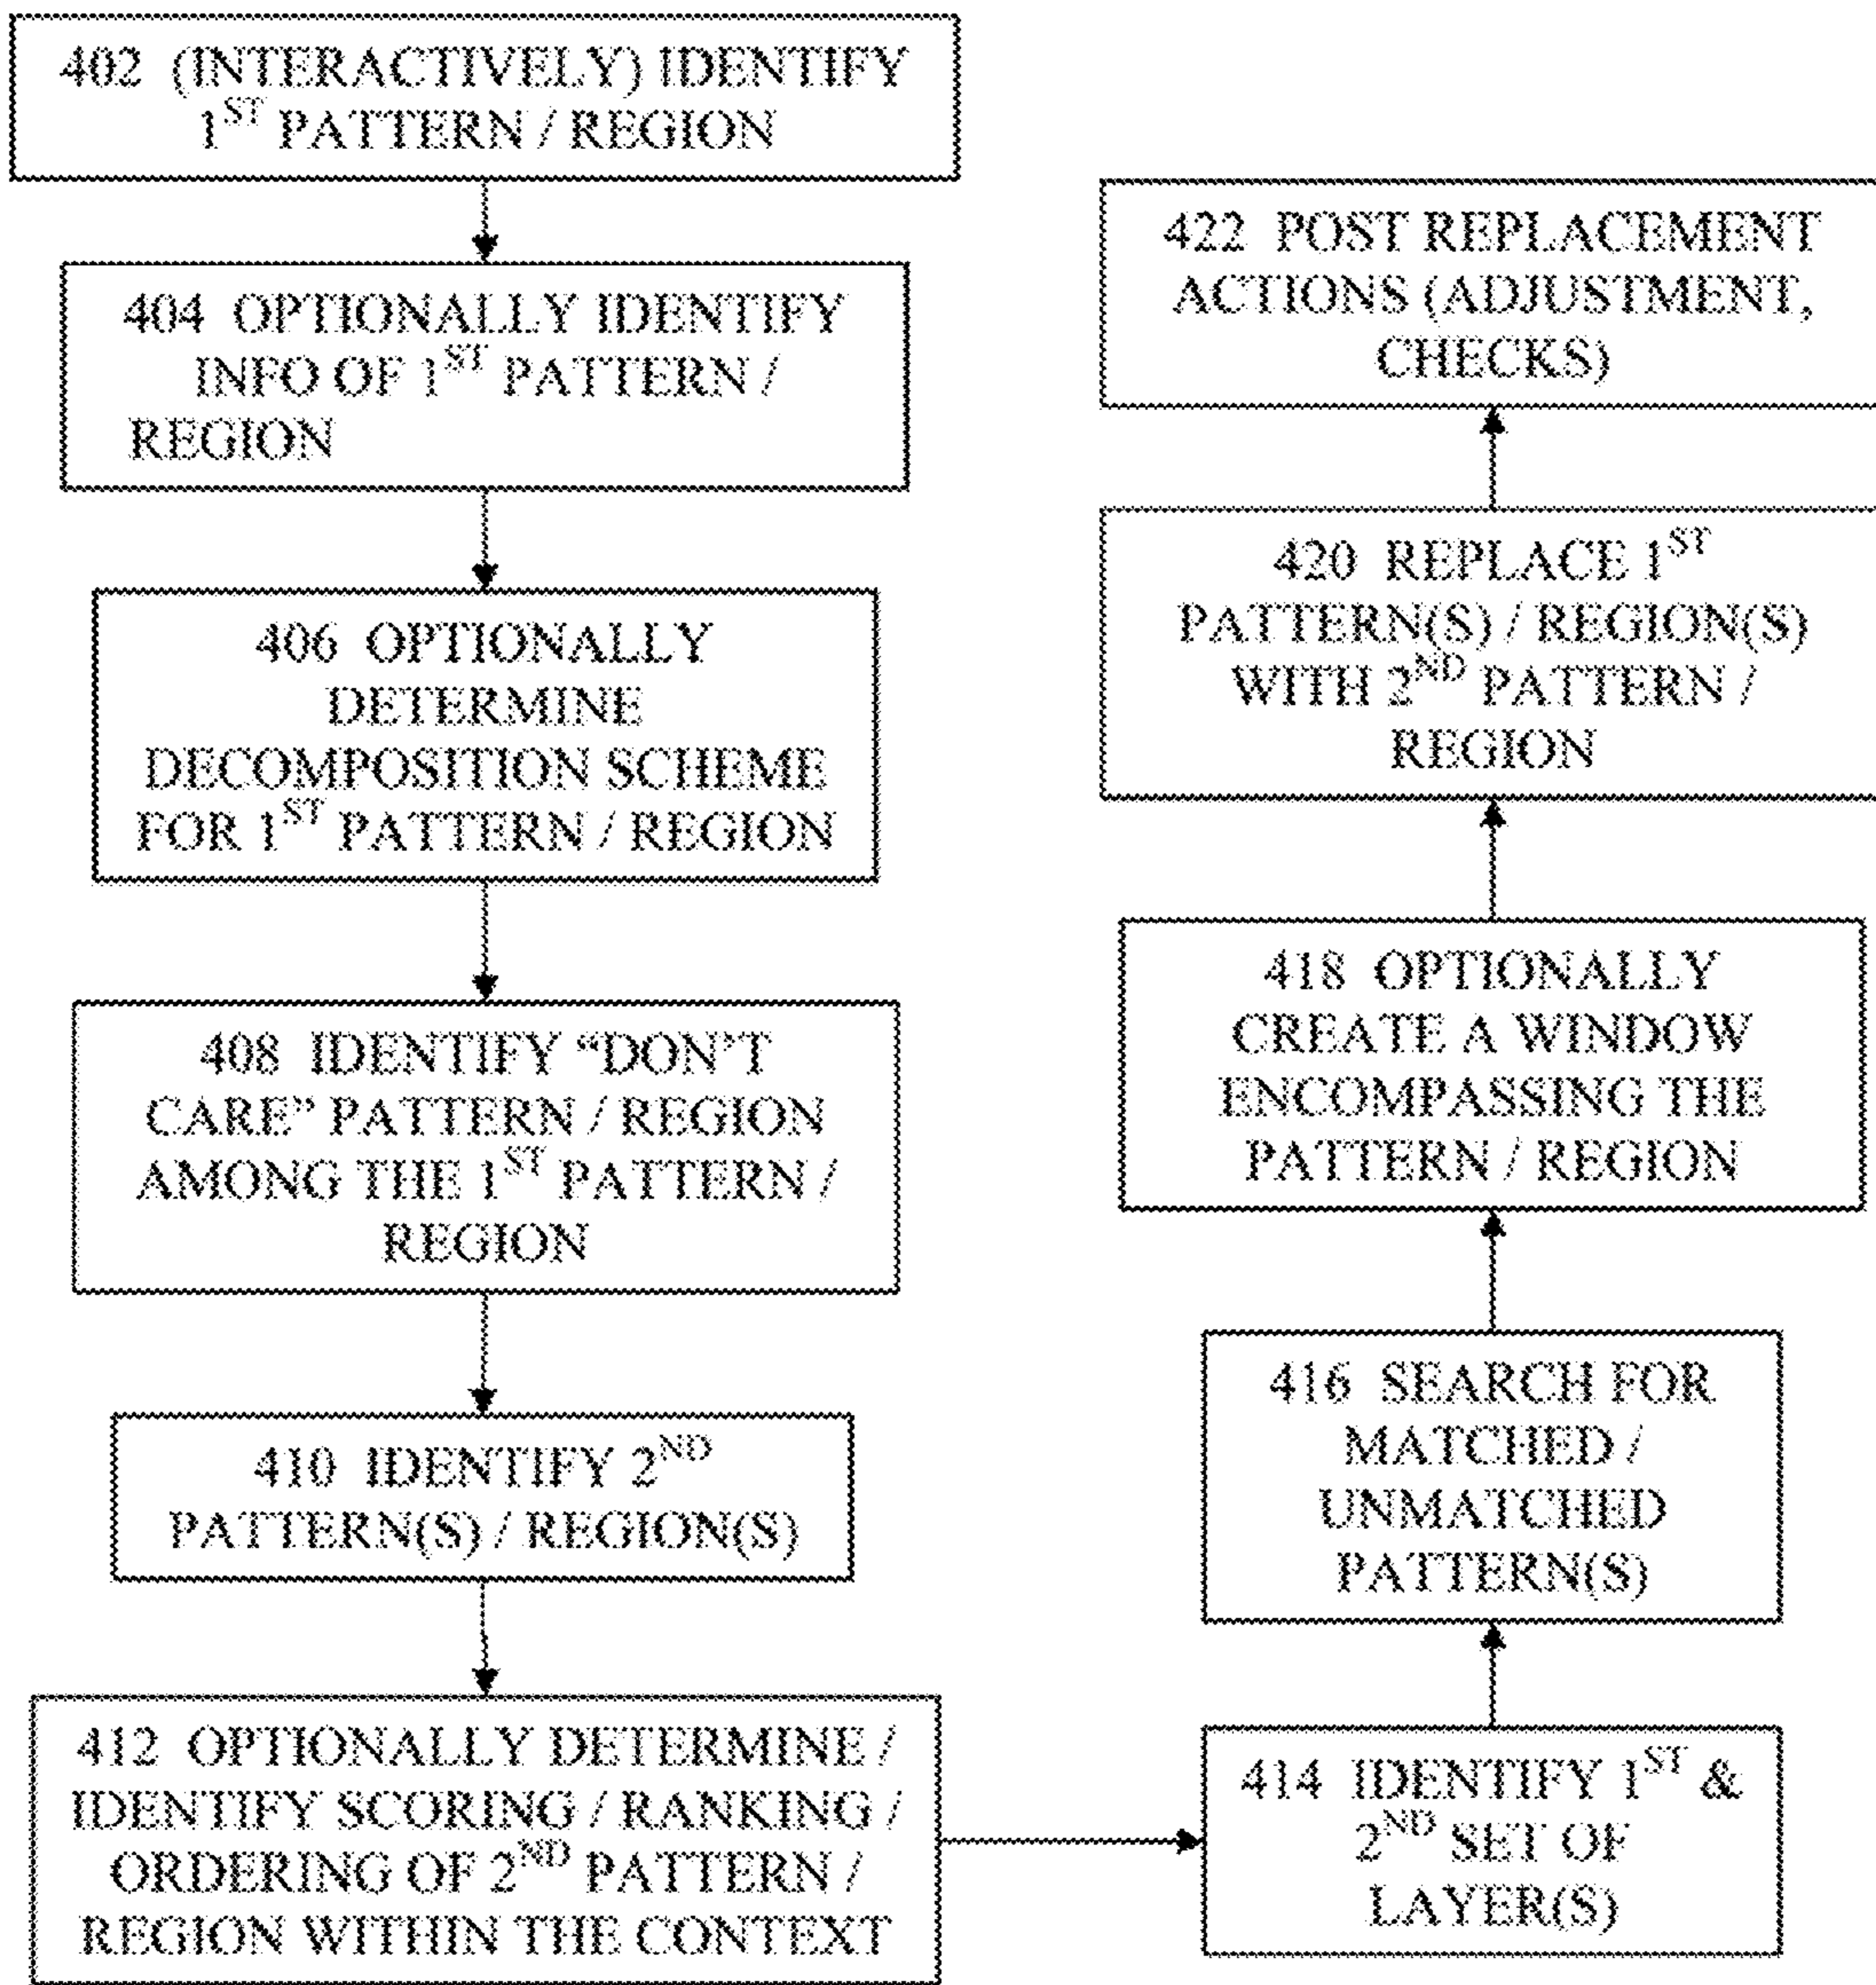 402 (INTERACTIVELY) IDENTIFY
1ST PATTERN / REGION
404 OPTIONALLY IDENTIFY
INFO OF 1ST PATTERN /
REGION
406 OPTIONALLY
DETERMINE
DECOMPOSITION SCHEME
FOR 1ST PATTERN / REGION
408 IDENTIFY “DON’T
CARE” PATTERN / REGION
AMONG THE 1ST PATTERN /
REGION
410 IDENTIFY 2ND
PATTERN(S) / REGION(S)
412 OPTIONALLY DETERMINE /
IDENTIFY SCORING / RANKING /
ORDERING OF 2ND PATTERN /
REGION WITHIN THE CONTEXT
414 IDENTIFY 1ST &
2ND SET OF
LAYER(S)
416 SEARCH FOR
MATCHED /
UNMATCHED
PATTERN(S)
418 OPTIONALLY
CREATE A WINDOW
ENCOMPASSING THE
PATTERN / REGION
420 REPLACE 1ST
PATTERN(S) / REGION(S)
WITH 2ND PATTERN /
REGION
422 POST REPLACEMENT
ACTIONS (ADJUSTMENT,
CHECKS)